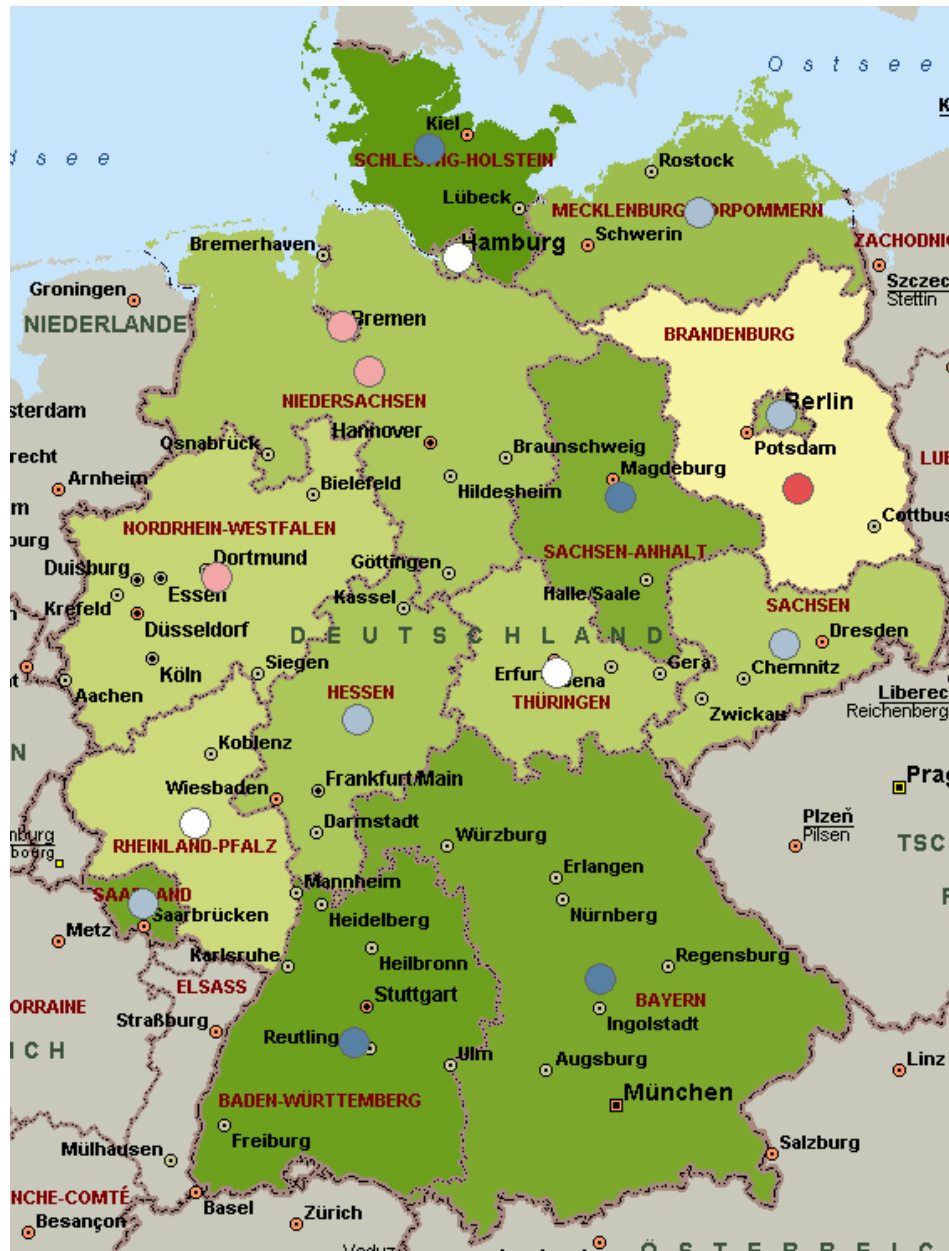 O s t s e e
K
Kiel
d s e e
SCHLESWIG-HOLSTEIN
Rostock
Lübeck
MECKLENBURG-VORPOMMERN
Bremerhaven
Hamburg
Schwerin
ZACHODNI
Groningen
Szczec
Stettin
NIEDERLANDE
Bremen
BRANDENBURG
NIEDERSACHSEN
Berlin
sterdam
Hannover
Osnabrück
Braunschweig
Potsdam
recht
LUB
Arnheim
Magdeburg
Bielefeld
Hildesheim
m
Cottbus
NORDRHEIN-WESTFALEN
burg
SACHSEN-ANHALT
Dortmund
Göttingen
Duisburg
Essen
Halle/Saale
Krefeld
Kassel
SACHSEN
Düsseldorf
D E U T S C H L A N D
Dresden
Köln
Siegen
Gera
Chemnitz
Erfurt
Jena
Aachen
HESSEN
THÜRINGEN
Liberec
Reichenberg
Zwickau
N
Koblenz
Wiesbaden
Frankfurt/Main
Prag
Plzeň
Pilsen
nburg
bourg
Darmstadt
Würzburg
RHEINLAND-PFALZ
TSC
Erlangen
SAARLAND
Mannheim
Nürnberg
Saarbrücken
Heidelberg
Metz
Karlsruhe
Heilbronn
Regensburg
ELSASS
ORRAINE
Stuttgart
BAYERN
Straßburg
Ingolstadt
Reutling
I C H
Ulm
Augsburg
Linz
München
BADEN-WÜRTTEMBERG
Freiburg
Mülhausen
Salzburg
NCHE-COMTÉ
Basel
Zürich
Besançon
Vaduz
Ö S T E R R E I C